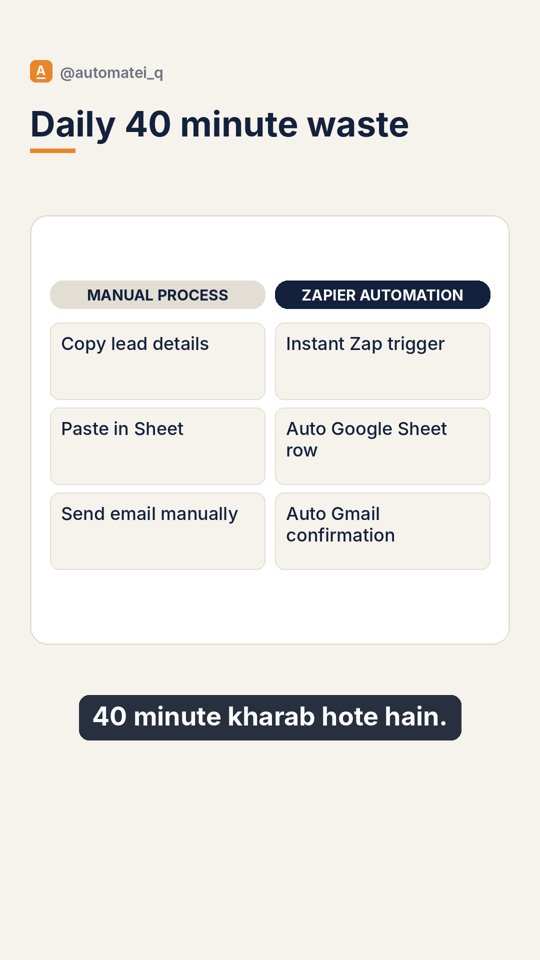 A
@automatei_q
Daily 40 minute waste
MANUAL PROCESS
ZAPIER AUTOMATION
Copy lead details
Instant Zap trigger
Paste in Sheet
Auto Google Sheet
row
Send email manually
Auto Gmail
confirmation
40 minute kharab hote hain.